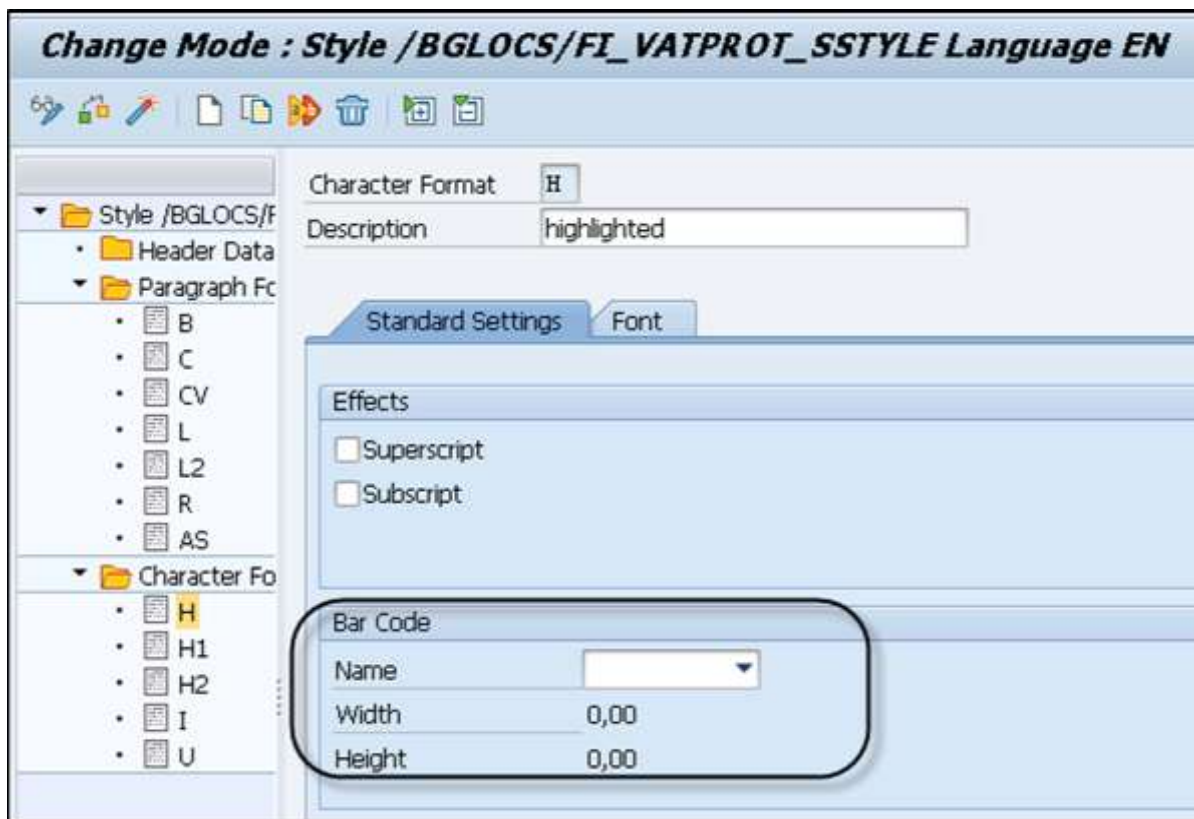 Change Mode : Style /BGLOCS/FI_VATPROT_SSTYLE Language EN
Character Format H
Description highlighted
Style /BGLOCS/F
Header Data
Paragraph Fc
B
C
CV
L
L2
R
AS
Character Fo
H
H1
H2
I
U
Standard Settings Font
Effects
Superscript
Subscript
Bar Code
Name
Width 0,00
Height 0,00